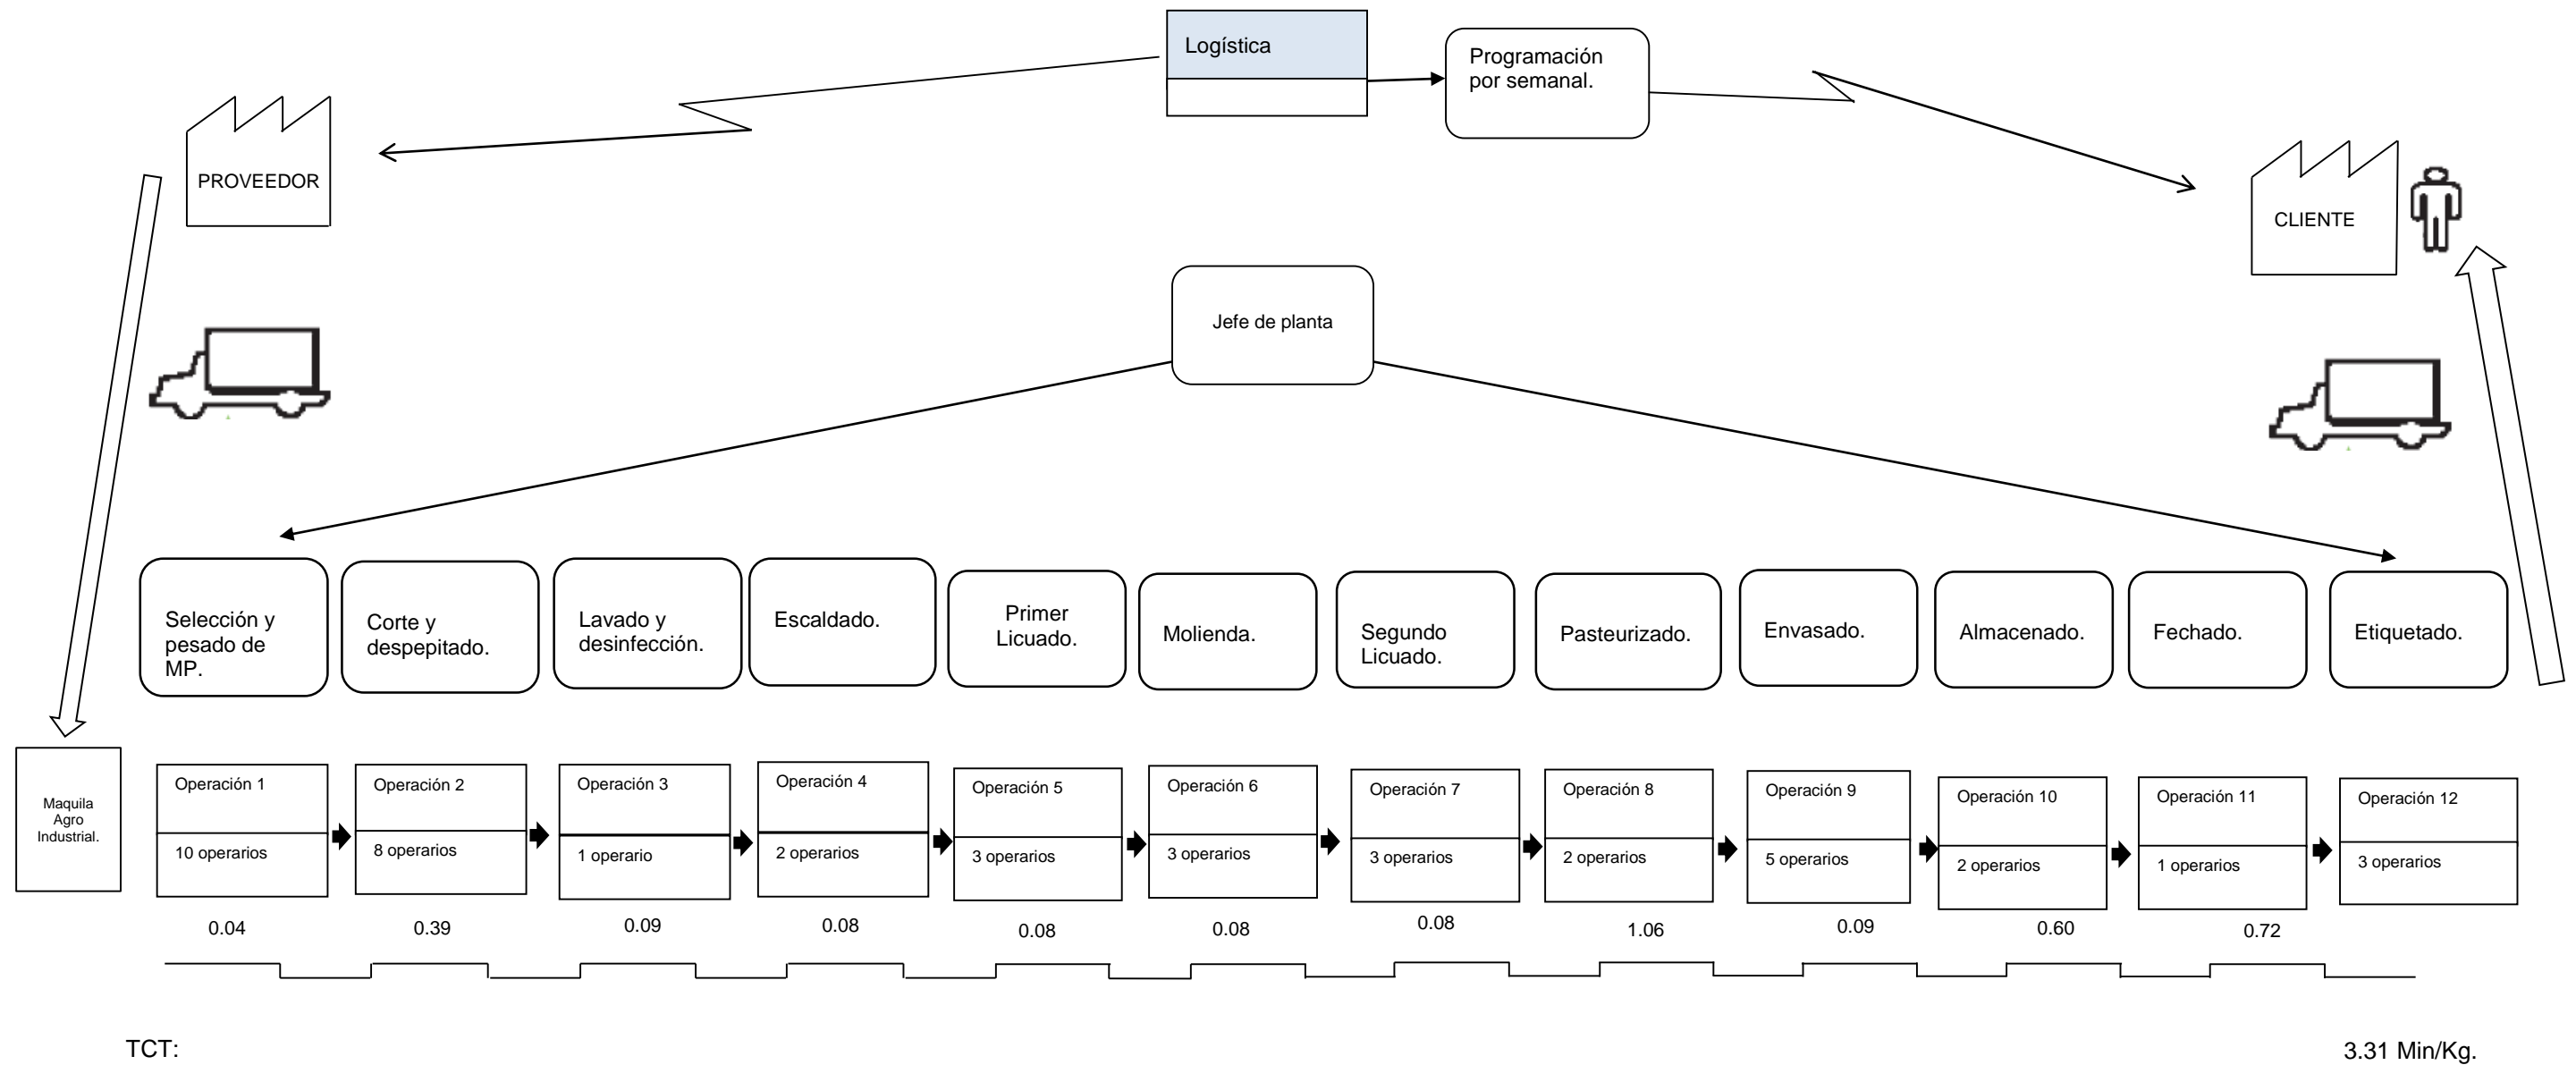 Logística
Programación
por semanal.
PROVEEDOR
CLIENTE
Jefe de planta
Selección y
pesado de
MP.
Corte y
despepitado.
Lavado y
desinfección.
Escaldado.
Primer
Licuado.
Molienda.
Segundo
Licuado.
Pasteurizado.
Envasado.
Almacenado.
Fechado.
Etiquetado.
Maquila
Agro
Industrial.
Operación 1
10 operarios
Operación 2
8 operarios
Operación 3
1 operario
Operación 4
2 operarios
Operación 5
3 operarios
Operación 6
3 operarios
Operación 7
3 operarios
Operación 8
2 operarios
Operación 9
5 operarios
Operación 10
2 operarios
Operación 11
1 operarios
Operación 12
3 operarios
0.04
0.39
0.09
0.08
0.08
0.08
0.08
1.06
0.09
0.60
0.72
TCT:
3.31 Min/Kg.